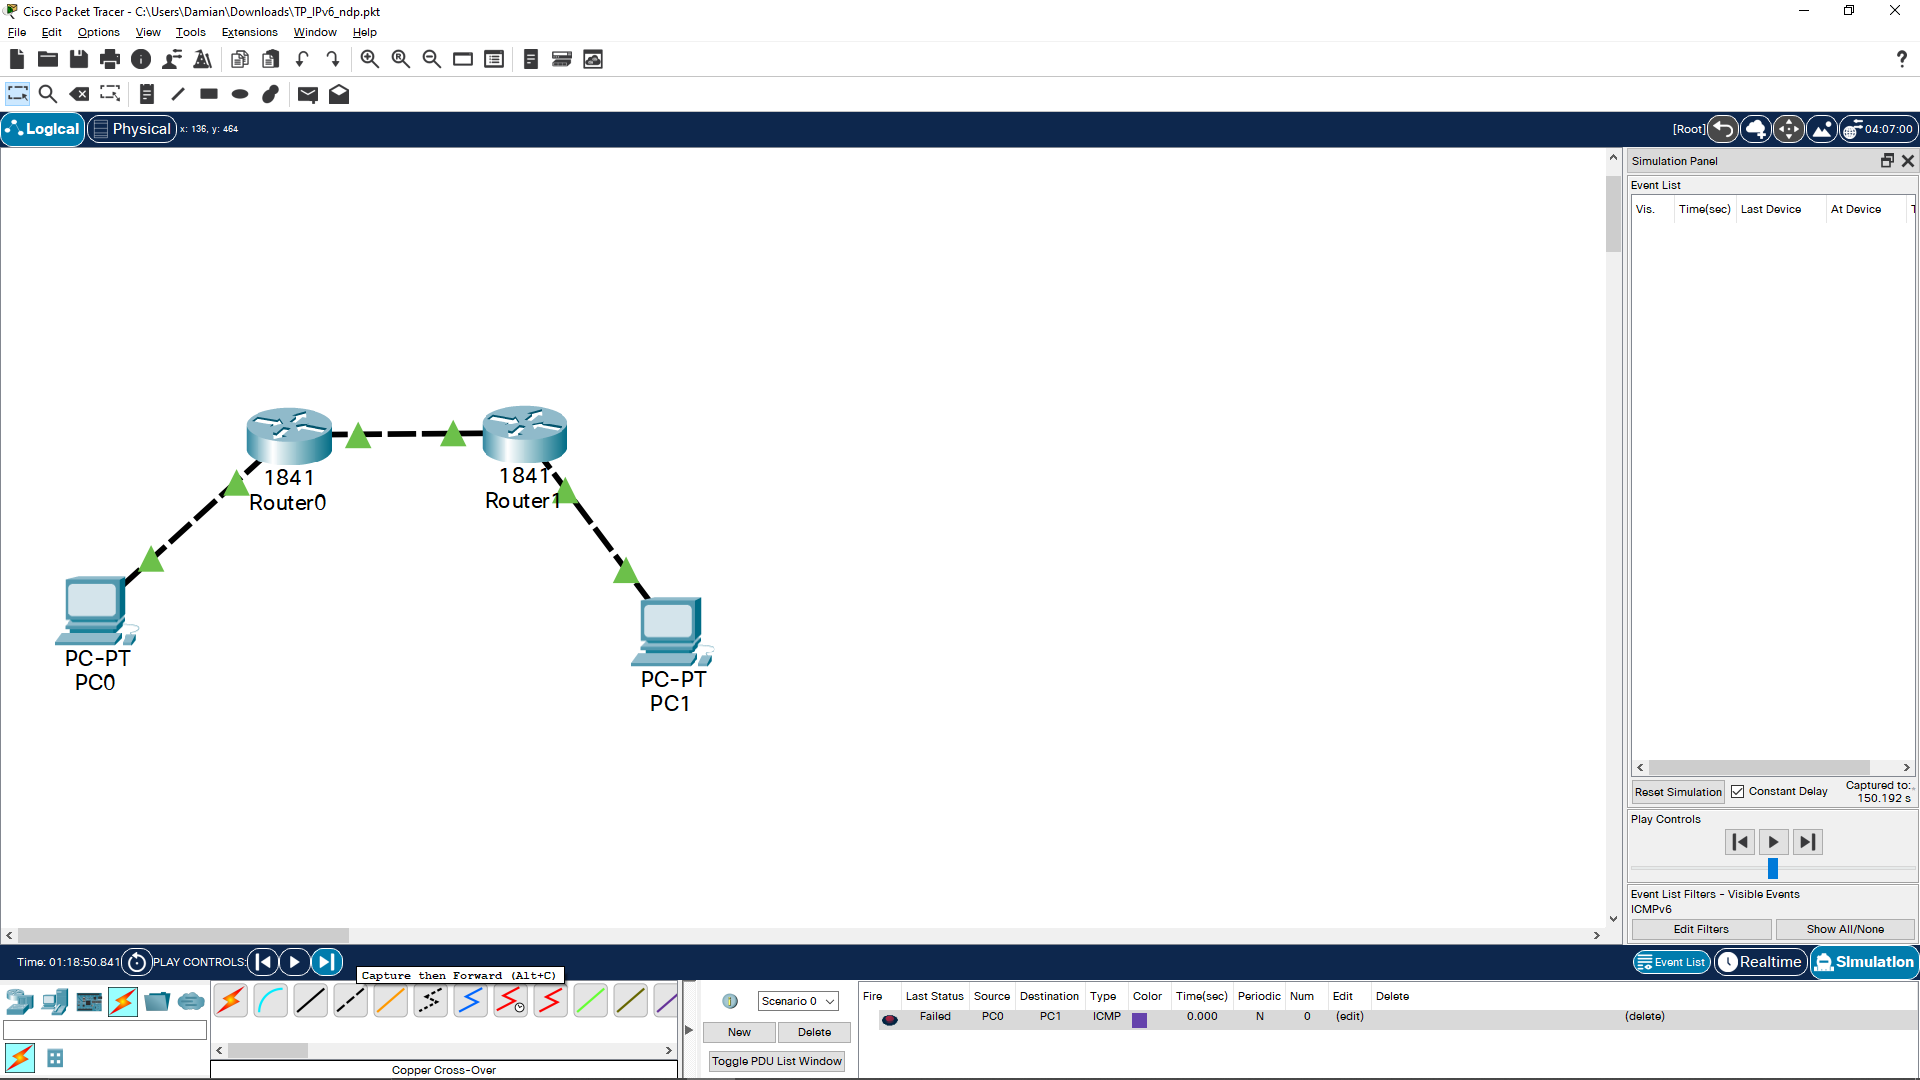 Cisco Packet Tracer - C:\Users\Damian\Downloads\TP_IPv6_ndp.pkt
File Edit Options View Tools Extensions Window Help
Logical Physical x: 136, y: 464 [Root] 04:07:00
Simulation Panel
Event List
Vis. Time(sec) Last Device At Device
1841
Router0
1841
Router1
PC-PT
PC0
PC-PT
PC1
Reset Simulation Constant Delay Captured to:
150.192 s
Play Controls
Event List Filters - Visible Events
ICMPv6
Edit Filters Show All/None
Time: 01:18:50.841 PLAY CONTROLS: Event List Realtime Simulation
Capture then Forward (Alt+C)
Scenario 0
New Delete
Toggle PDU List Window
Fire Last Status Source Destination Type Color Time(sec) Periodic Num Edit Delete
Failed PC0 PC1 ICMP 0.000 N 0 (edit) (delete)
Copper Cross-Over